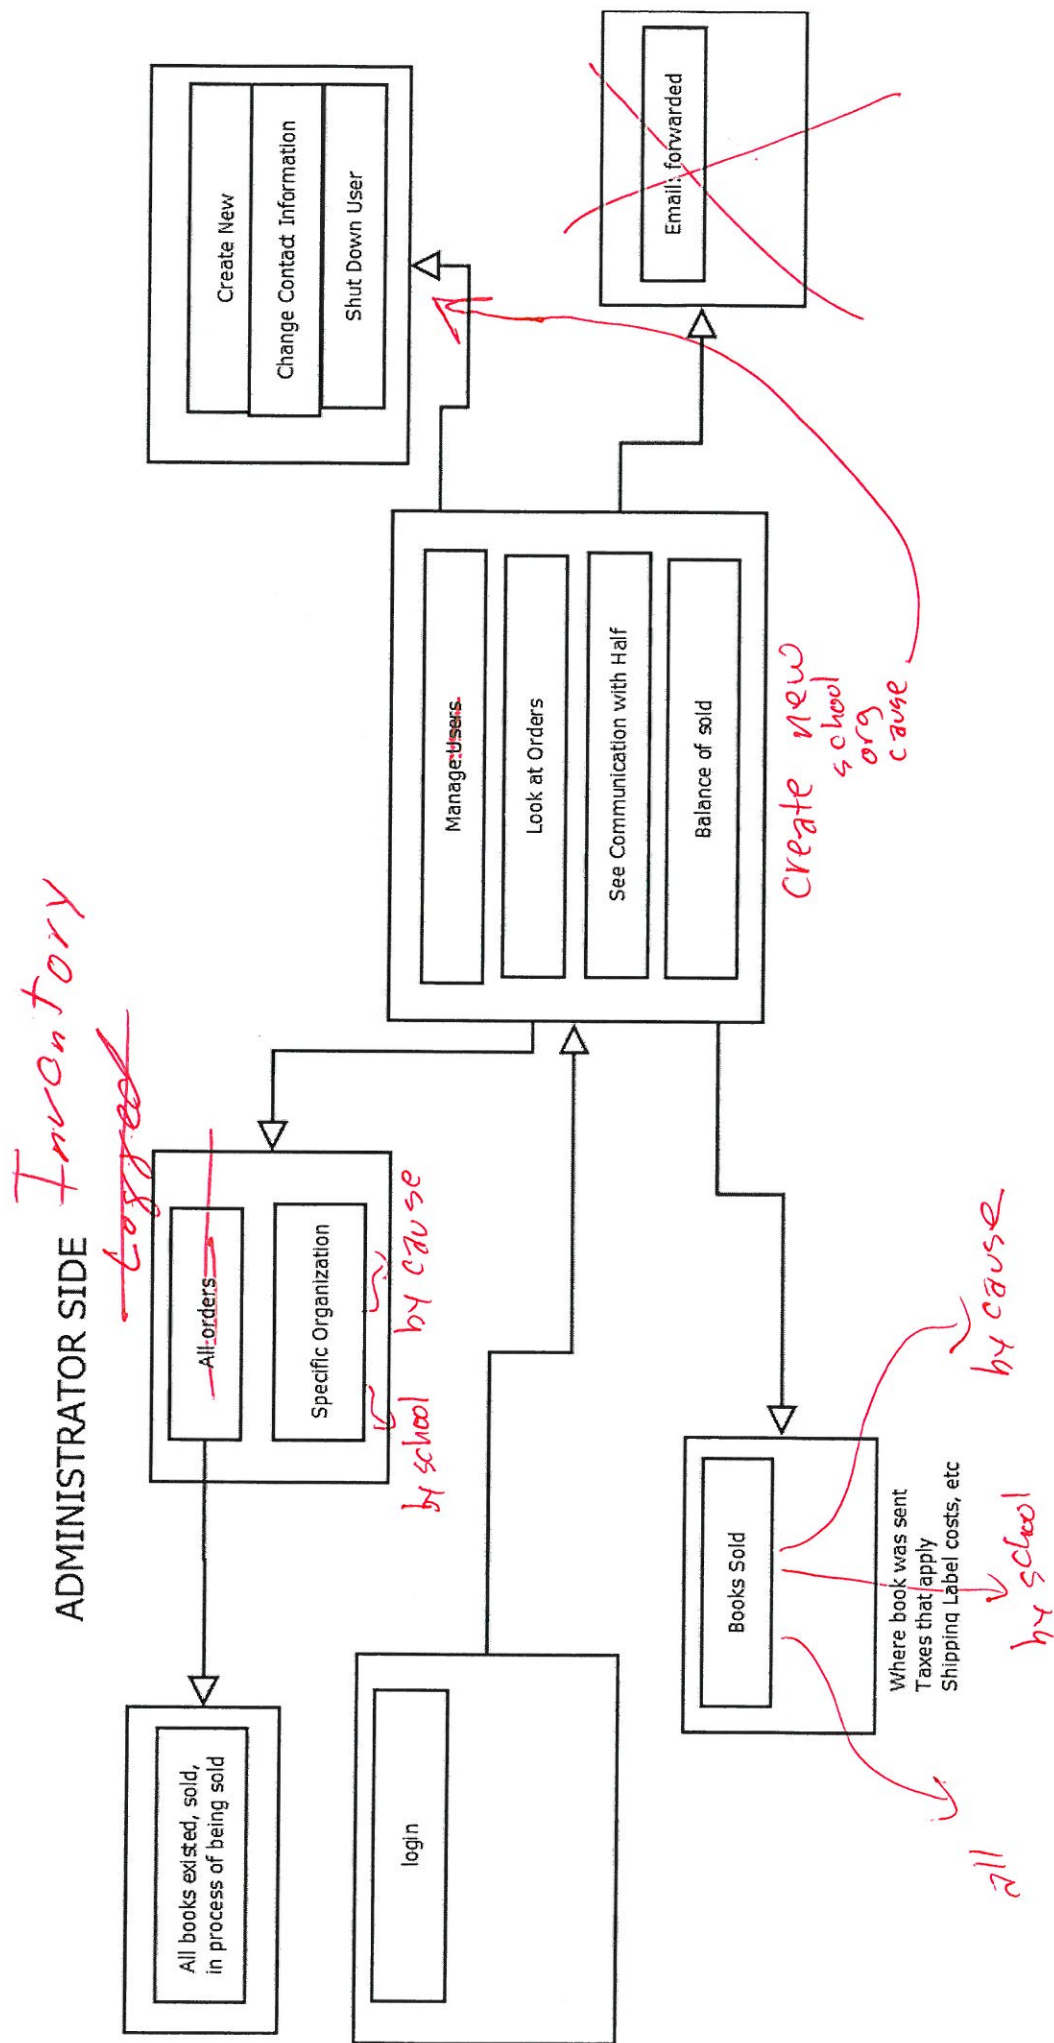 ADMINISTRATOR SIDE
Inventory
All books existed, sold,
in process of being sold
All orders
Specific Organization
by school
by cause
Create New
Change Contact Information
Shut Down User
login
Manage Users
Look at Orders
See Communication with Half
Balance of sold
Create new
school
org
cause
Email: forwarded
Books Sold
Where book was sent
Taxes that apply
Shipping Label costs, etc
all
by school
by cause